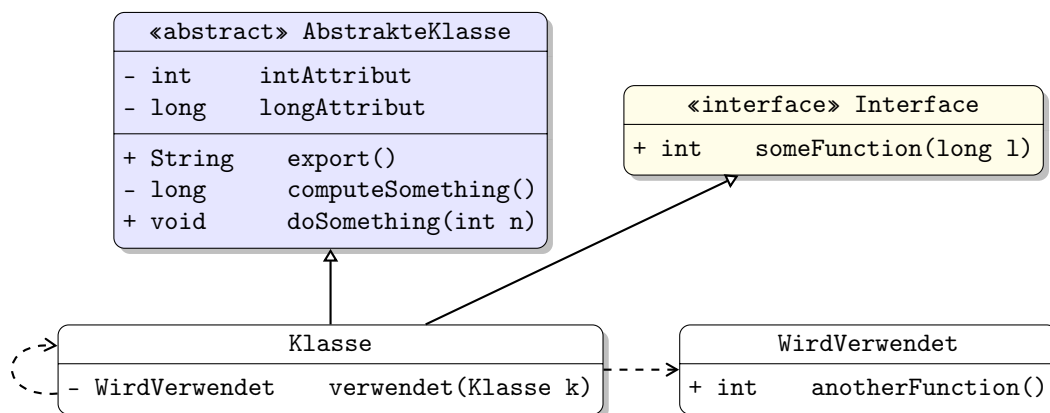 «abstract» AbstrakteKlasse
- int intAttribut
- long longAttribut
+ String export()
- long computeSomething()
+ void doSomething(int n)
«interface» Interface
+ int someFunction(long l)
Klasse
- WirdVerwendet verwendet(Klasse k)
WirdVerwendet
+ int anotherFunction()